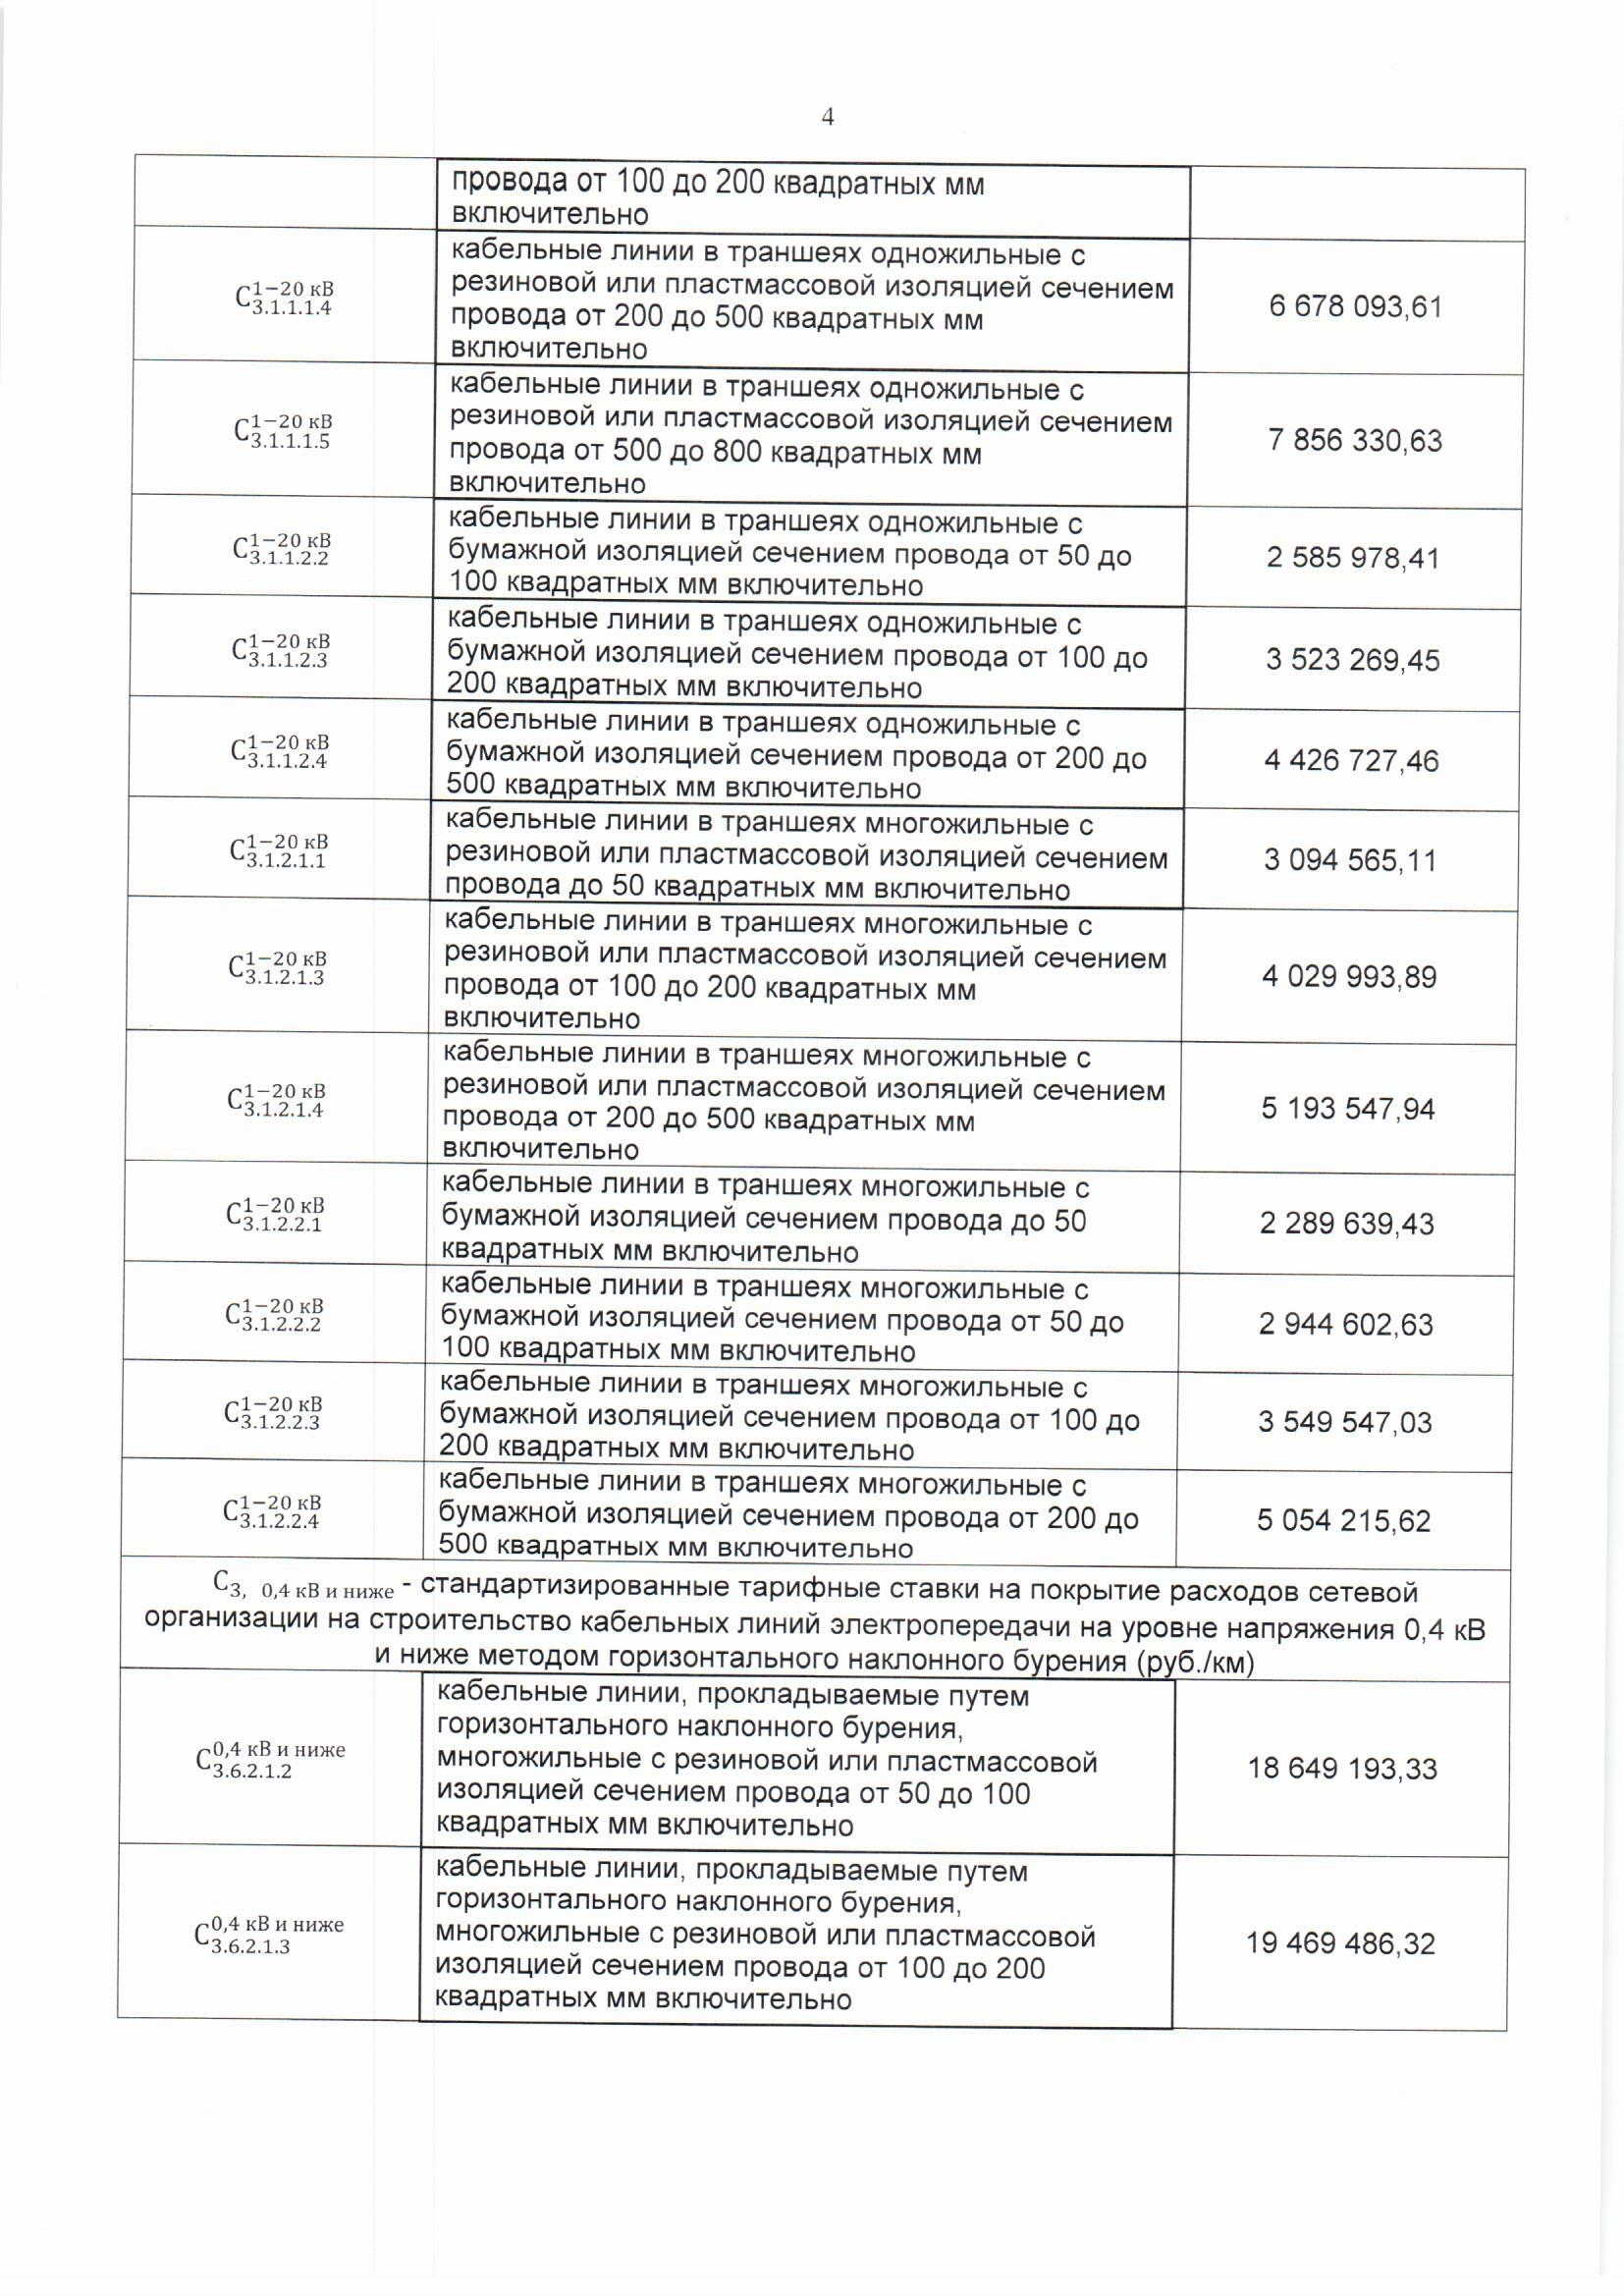 4
провода от 100 до 200 квадратных мм
включительно
С 1−20 кВ 3.1.1.1.4
кабельные линии в траншеях одножильные с
резиновой или пластмассовой изоляцией сечением
провода от 200 до 500 квадратных мм
включительно
6 678 093,61
С 1−20 кВ 3.1.1.1.5
кабельные линии в траншеях одножильные с
резиновой или пластмассовой изоляцией сечением
провода от 500 до 800 квадратных мм
включительно
7 856 330,63
С 1−20 кВ 3.1.1.2.2
кабельные линии в траншеях одножильные с
бумажной изоляцией сечением провода от 50 до
100 квадратных мм включительно
2 585 978,41
С 1−20 кВ 3.1.1.2.3
кабельные линии в траншеях одножильные с
бумажной изоляцией сечением провода от 100 до
200 квадратных мм включительно
3 523 269,45
С 1−20 кВ 3.1.1.2.4
кабельные линии в траншеях одножильные с
бумажной изоляцией сечением провода от 200 до
500 квадратных мм включительно
4 426 727,46
С 1−20 кВ 3.1.2.1.1
кабельные линии в траншеях многожильные с
резиновой или пластмассовой изоляцией сечением
провода до 50 квадратных мм включительно
3 094 565,11
С 1−20 кВ 3.1.2.1.3
кабельные линии в траншеях многожильные с
резиновой или пластмассовой изоляцией сечением
провода от 100 до 200 квадратных мм
включительно
4 029 993,89
С 1−20 кВ 3.1.2.1.4
кабельные линии в траншеях многожильные с
резиновой или пластмассовой изоляцией сечением
провода от 200 до 500 квадратных мм
включительно
5 193 547,94
С 1−20 кВ 3.1.2.2.1
кабельные линии в траншеях многожильные с
бумажной изоляцией сечением провода до 50
квадратных мм включительно
2 289 639,43
С 1−20 кВ 3.1.2.2.2
кабельные линии в траншеях многожильные с
бумажной изоляцией сечением провода от 50 до
100 квадратных мм включительно
2 944 602,63
С 1−20 кВ 3.1.2.2.3
кабельные линии в траншеях многожильные с
бумажной изоляцией сечением провода от 100 до
200 квадратных мм включительно
3 549 547,03
С 1−20 кВ 3.1.2.2.4
кабельные линии в траншеях многожильные с
бумажной изоляцией сечением провода от 200 до
500 квадратных мм включительно
5 054 215,62
С3, 0,4 кВ и ниже - стандартизированные тарифные ставки на покрытие расходов сетевой
организации на строительство кабельных линий электропередачи на уровне напряжения 0,4 кВ
и ниже методом горизонтального наклонного бурения (руб./км)
С 0,4 кВ и ниже 3.6.2.1.2
кабельные линии, прокладываемые путем
горизонтального наклонного бурения,
многожильные с резиновой или пластмассовой
изоляцией сечением провода от 50 до 100
квадратных мм включительно
18 649 193,33
С 0,4 кВ и ниже 3.6.2.1.3
кабельные линии, прокладываемые путем
горизонтального наклонного бурения,
многожильные с резиновой или пластмассовой
изоляцией сечением провода от 100 до 200
квадратных мм включительно
19 469 486,32